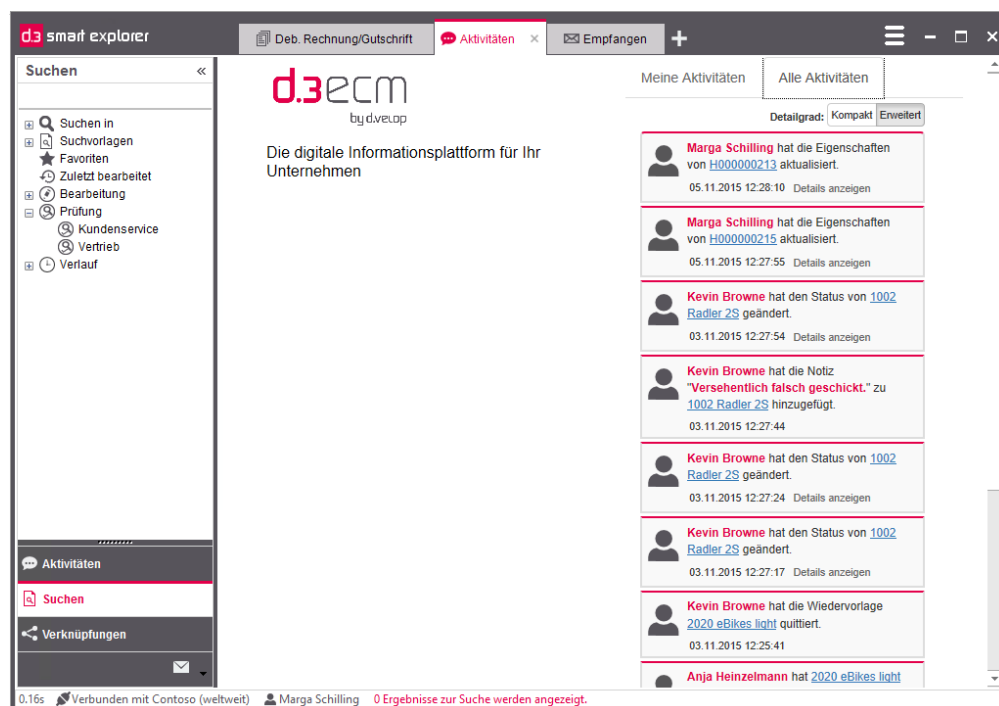 d.3 smart explorer
Deb. Rechnung/Gutschrift
Aktivitäten
Empfangen
Suchen
Suchen in
Suchvorlagen
Favoriten
Zuletzt bearbeitet
Bearbeitung
Prüfung
Kundenservice
Vertrieb
Verlauf
Aktivitäten
Suchen
Verknüpfungen
d.3ecm
by d.velop
Die digitale Informationsplattform für Ihr
Unternehmen
Meine Aktivitäten
Alle Aktivitäten
Detailgrad: Kompakt Erweitert
Marga Schilling hat die Eigenschaften
von H000000213 aktualisiert.
05.11.2015 12:28:10 Details anzeigen
Marga Schilling hat die Eigenschaften
von H000000215 aktualisiert.
05.11.2015 12:27:55 Details anzeigen
Kevin Browne hat den Status von 1002
Radler 2S geändert.
03.11.2015 12:27:54 Details anzeigen
Kevin Browne hat die Notiz
"Versehentlich falsch geschickt." zu
1002 Radler 2S hinzugefügt.
03.11.2015 12:27:44
Kevin Browne hat den Status von 1002
Radler 2S geändert.
03.11.2015 12:27:24 Details anzeigen
Kevin Browne hat den Status von 1002
Radler 2S geändert.
03.11.2015 12:27:17 Details anzeigen
Kevin Browne hat die Wiedervorlage
2020 eBikes light quittiert.
03.11.2015 12:25:41
Anja Heinzelmann hat 2020 eBikes light
0.16s Verbunden mit Contoso (weltweit) Marga Schilling 0 Ergebnisse zur Suche werden angezeigt.